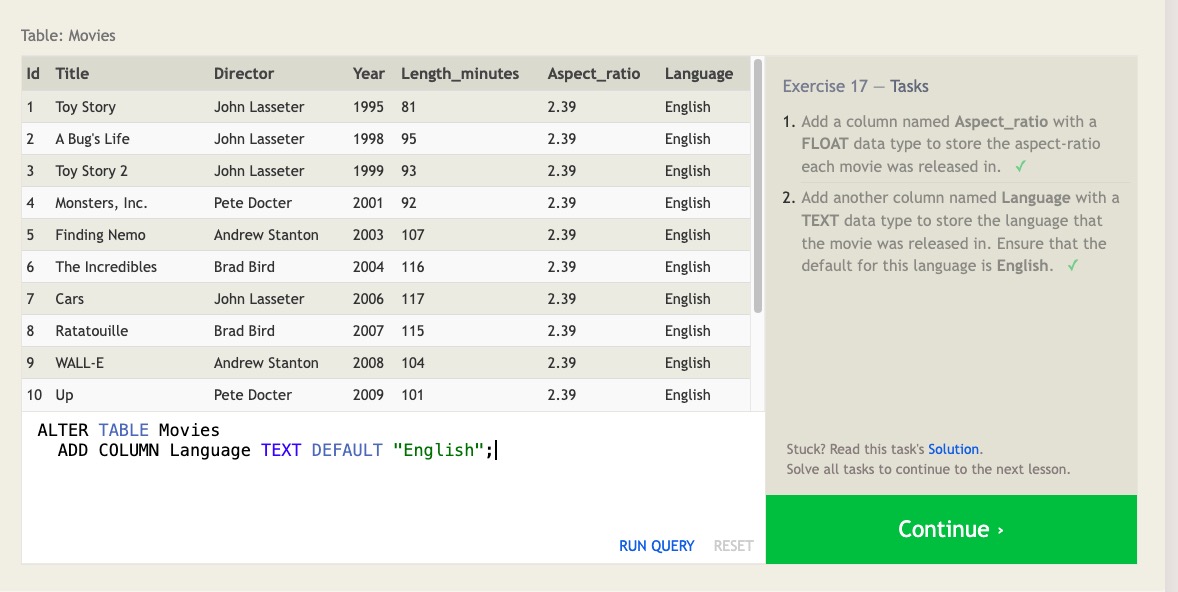 Table: Movies
Id Title Director Year Length_minutes Aspect_ratio Language
1 Toy Story John Lasseter 1995 81 2.39 English
2 A Bug's Life John Lasseter 1998 95 2.39 English
3 Toy Story 2 John Lasseter 1999 93 2.39 English
4 Monsters, Inc. Pete Docter 2001 92 2.39 English
5 Finding Nemo Andrew Stanton 2003 107 2.39 English
6 The Incredibles Brad Bird 2004 116 2.39 English
7 Cars John Lasseter 2006 117 2.39 English
8 Ratatouille Brad Bird 2007 115 2.39 English
9 WALL-E Andrew Stanton 2008 104 2.39 English
10 Up Pete Docter 2009 101 2.39 English
ALTER TABLE Movies
ADD COLUMN Language TEXT DEFAULT "English";
RUN QUERY RESET
Exercise 17 — Tasks
1. Add a column named Aspect_ratio with a
FLOAT data type to store the aspect-ratio
each movie was released in. ✓
2. Add another column named Language with a
TEXT data type to store the language that
the movie was released in. Ensure that the
default for this language is English. ✓
Stuck? Read this task's Solution.
Solve all tasks to continue to the next lesson.
Continue ›